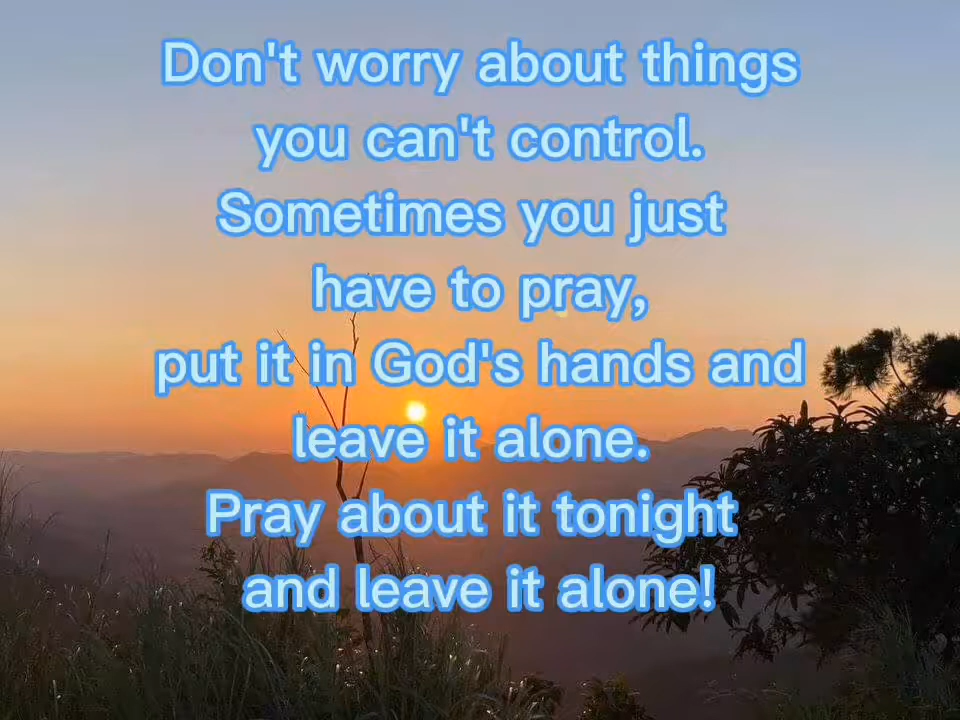 Don't worry about things
you can't control.
Sometimes you just
have to pray,
put it in God's hands and
leave it alone.
Pray about it tonight
and leave it alone!